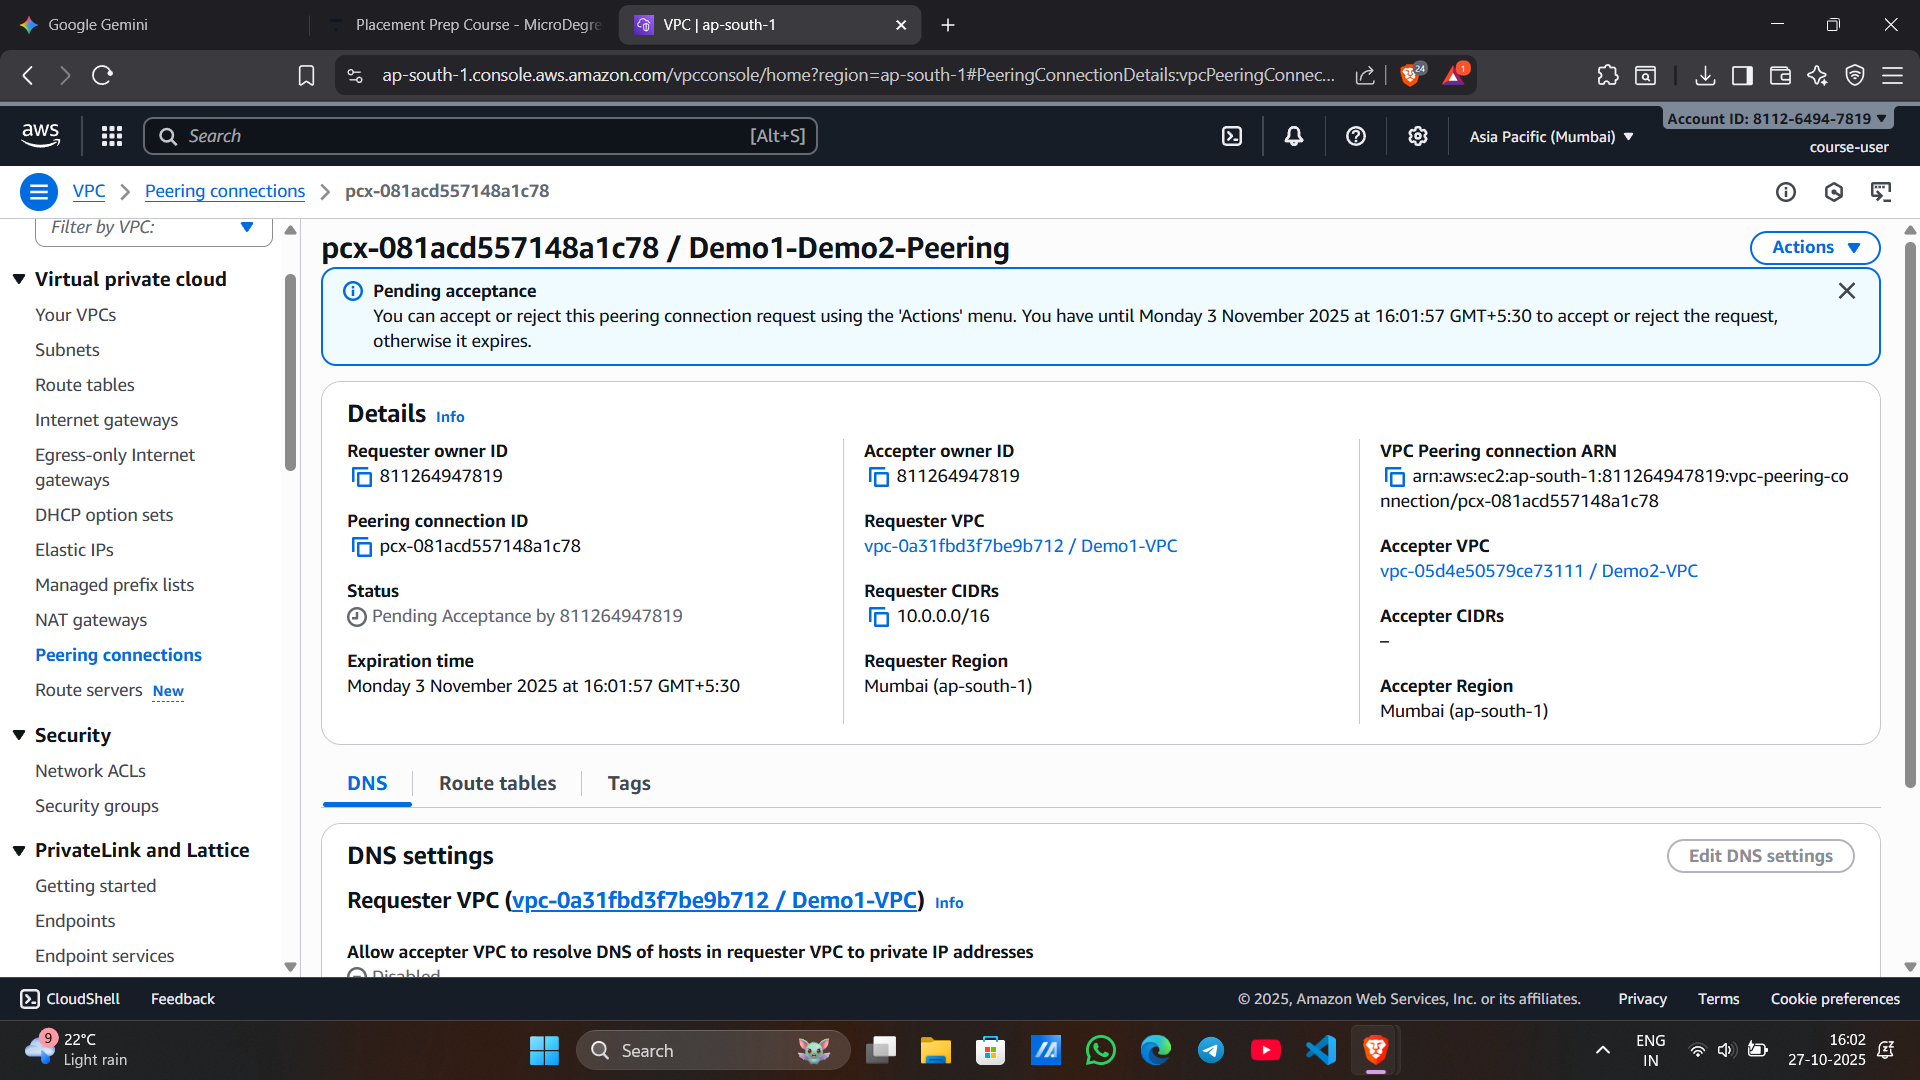 Google Gemini
Placement Prep Course - MicroDegre
VPC | ap-south-1
ap-south-1.console.aws.amazon.com/vpcconsole/home?region=ap-south-1#PeeringConnectionDetails:vpcPeeringConnec...
24
1
aws
Search
[Alt+S]
Asia Pacific (Mumbai)
Account ID: 8112-6494-7819
course-user
VPC
Peering connections
pcx-081acd557148a1c78
Filter by VPC:
Virtual private cloud
Your VPCs
Subnets
Route tables
Internet gateways
Egress-only Internet
gateways
DHCP option sets
Elastic IPs
Managed prefix lists
NAT gateways
Peering connections
Route servers New
Security
Network ACLs
Security groups
PrivateLink and Lattice
Getting started
Endpoints
Endpoint services
pcx-081acd557148a1c78 / Demo1-Demo2-Peering
Actions
Pending acceptance
You can accept or reject this peering connection request using the 'Actions' menu. You have until Monday 3 November 2025 at 16:01:57 GMT+5:30 to accept or reject the request,
otherwise it expires.
Details Info
Requester owner ID
811264947819
Peering connection ID
pcx-081acd557148a1c78
Status
Pending Acceptance by 811264947819
Expiration time
Monday 3 November 2025 at 16:01:57 GMT+5:30
Accepter owner ID
811264947819
Requester VPC
vpc-0a31fbd3f7be9b712 / Demo1-VPC
Requester CIDRs
10.0.0.0/16
Requester Region
Mumbai (ap-south-1)
VPC Peering connection ARN
arn:aws:ec2:ap-south-1:811264947819:vpc-peering-co
nnection/pcx-081acd557148a1c78
Accepter VPC
vpc-05d4e50579ce73111 / Demo2-VPC
Accepter CIDRs
–
Accepter Region
Mumbai (ap-south-1)
DNS
Route tables
Tags
DNS settings
Edit DNS settings
Requester VPC (vpc-0a31fbd3f7be9b712 / Demo1-VPC) Info
Allow accepter VPC to resolve DNS of hosts in requester VPC to private IP addresses
Disabled
CloudShell
Feedback
© 2025, Amazon Web Services, Inc. or its affiliates.
Privacy
Terms
Cookie preferences
9
22°C
Light rain
Search
ENG
IN
16:02
27-10-2025